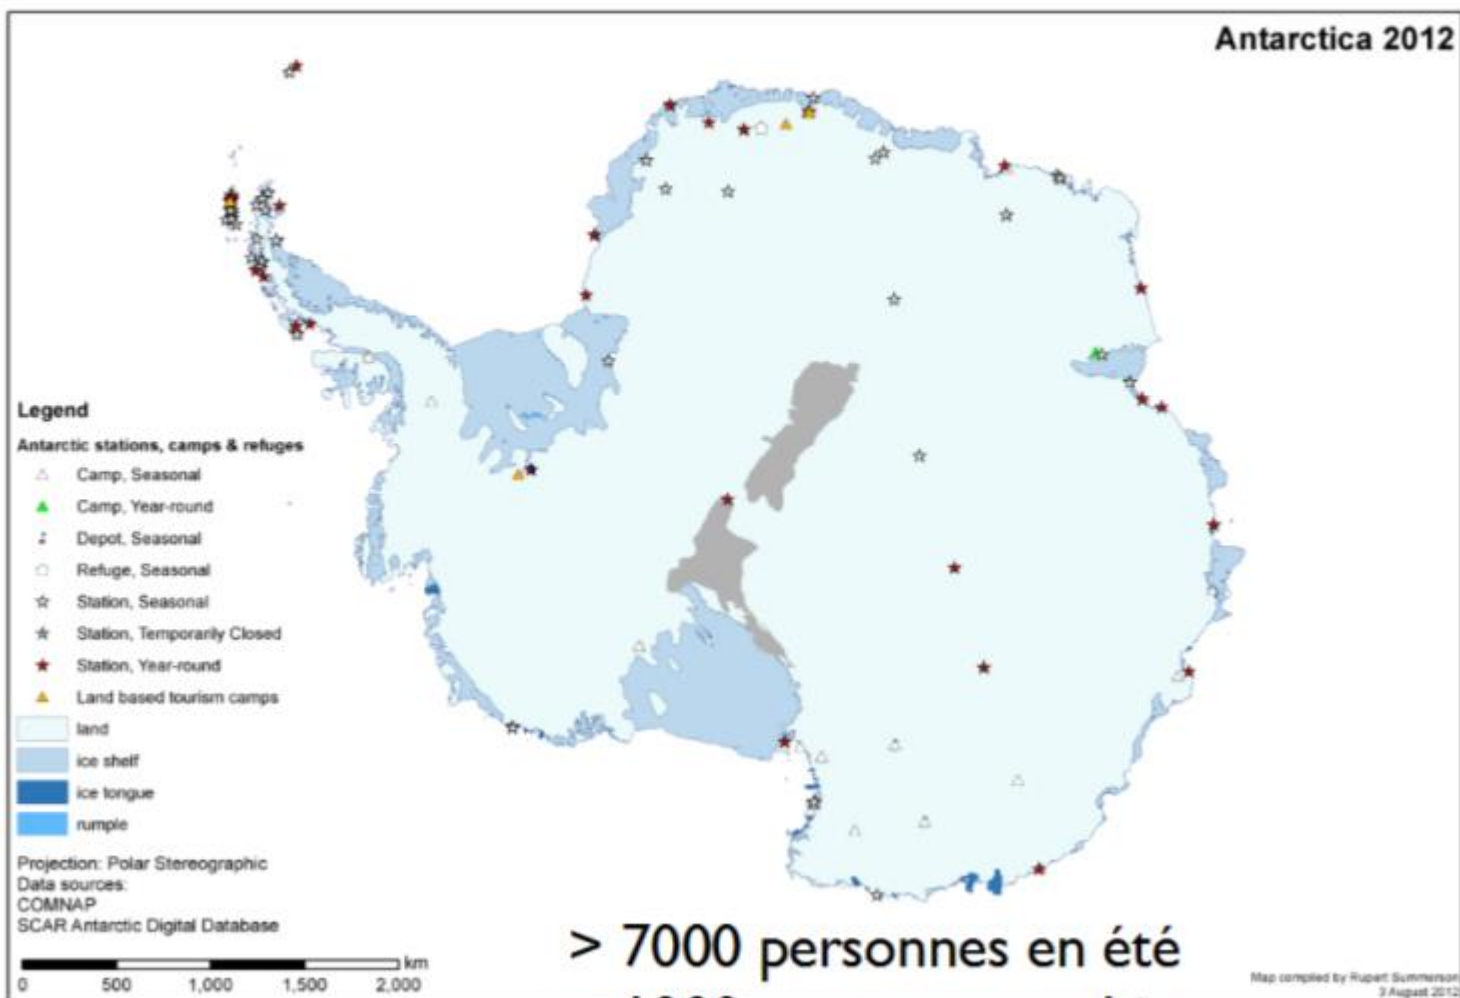 Antarctica 2012
Legend
Antarctic stations, camps & refuges
Camp, Seasonal
Camp, Year-round
Depot, Seasonal
Refuge, Seasonal
Station, Seasonal
Station, Temporarily Closed
Station, Year-round
Land based tourism camps
land
ice shelf
ice tongue
rumple
Projection: Polar Stereographic
Data sources:
COMNAP
SCAR Antarctic Digital Database
km
0 500 1,000 1,500 2,000
> 7000 personnes en été
Map compiled by Rupert Summerson
3 August 2012